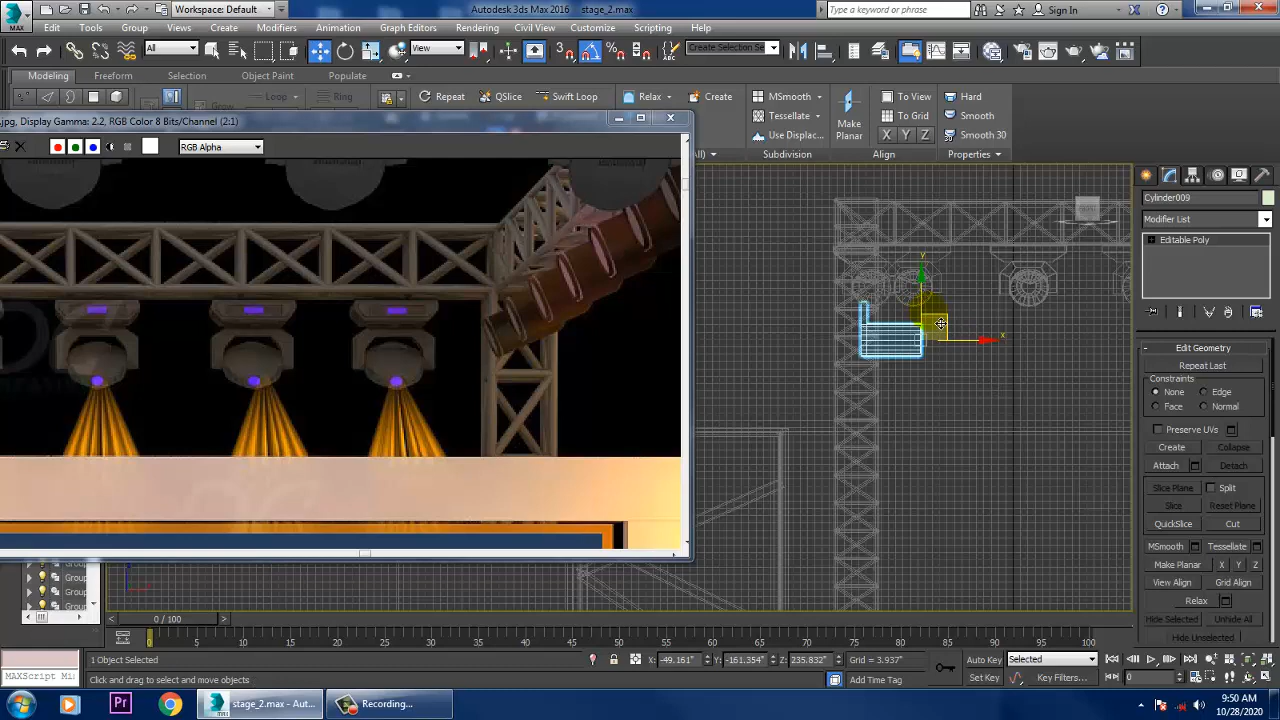 MAX
Workspace: Default
Autodesk 3ds Max 2016 stage_2.max
Type a keyword or phrase
Sign In
Edit Tools Group Views Create Modifiers Animation Graph Editors Rendering Civil View Customize Scripting Help
All
View
Create Selection Se
Modeling Freeform Selection Object Paint Populate
Loop Ring Repeat QSlice Swift Loop Relax Create MSmooth To View Hard
Tessellate To Grid Smooth
Make Planar
Use Displac... X Y Z Smooth 30
Subdivision Align Properties
.jpg, Display Gamma: 2.2, RGB Color 8 Bits/Channel (2:1)
RGB Alpha
Cylinder009
Modifier List
Editable Poly
y
x
Edit Geometry
Repeat Last
Constraints
None Edge
Face Normal
Preserve UVs
Create Collapse
Attach Detach
Slice Plane Split
Slice Reset Plane
QuickSlice Cut
MSmooth Tessellate
Make Planar X Y Z
View Align Grid Align
Relax
Hide Selected Unhide All
Hide Unselected
Group
Group
Group
0 / 100
0 5 10 15 20 25 30 35 40 45 50 55 60 65 70 75 80 85 90 95 100
1 Object Selected
X: -49.161" Y: -161.354" Z: 235.832" Grid = 3.937"
Auto Key Selected
MAXScript Mi
Click and drag to select and move objects
Add Time Tag
Set Key Key Filters... 0
Pr
stage_2.max - Aut...
Recording...
9:50 AM
10/28/2020